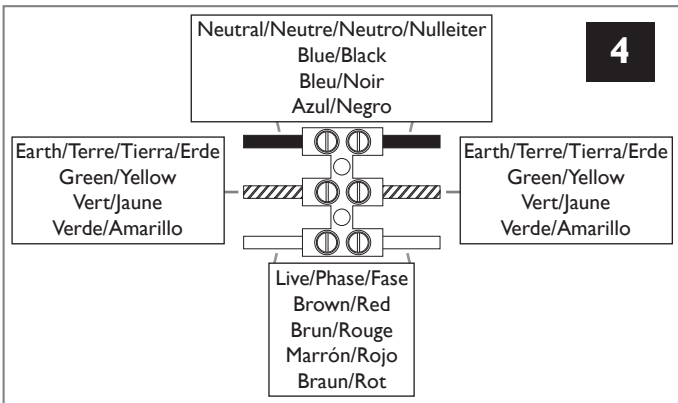 Neutral/Neutre/Neutro/Nulleiter
Blue/Black
Bleu/Noir
Azul/Negro
4
Earth/Terre/Tierra/Erde
Green/Yellow
Vert/Jaune
Verde/Amarillo
Earth/Terre/Tierra/Erde
Green/Yellow
Vert/Jaune
Verde/Amarillo
Live/Phase/Fase
Brown/Red
Brun/Rouge
Marrón/Rojo
Braun/Rot